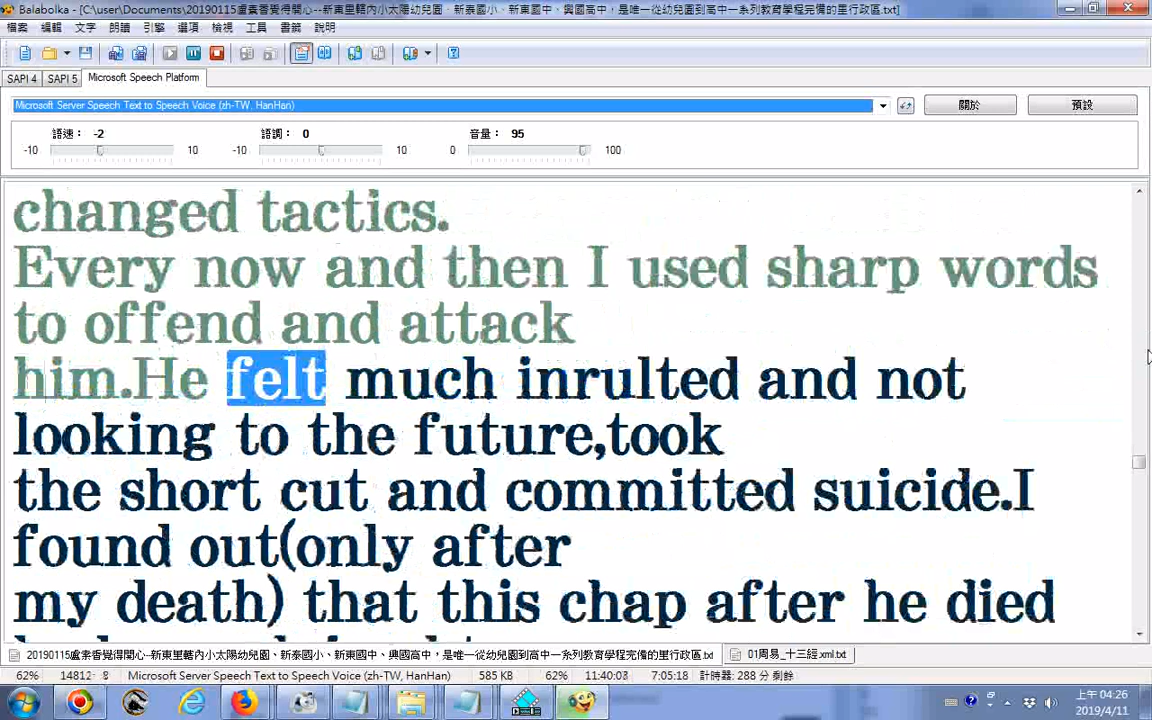 Balabolka - [C:\user\Documents\20190115盧素香覺得開心--新東里轄內小太陽幼兒園、新泰國小、新東國中、興國高中，是唯一從幼兒園到高中一系列教育學程完備的里行政區.txt]
檔案 編輯 文字 朗讀 引擎 選項 檢視 工具 書籤 說明
SAPI 4 SAPI 5 Microsoft Speech Platform
Microsoft Server Speech Text to Speech Voice (zh-TW, HanHan) 關於 預設
語速： -2 語調： 0 音量： 95
-10 10 -10 10 0 100
changed tactics.
Every now and then I used sharp words
to offend and attack
him.He felt much inrulted and not
looking to the future,took
the short cut and committed suicide.I
found out(only after
my death) that this chap after he died
20190115盧素香覺得開心--新東里轄內小太陽幼兒園、新泰國小、新東國中、興國高中，是唯一從幼兒園到高中一系列教育學程完備的里行政區.txt 01周易_十三經.xml.txt
62% 14812 Microsoft Server Speech Text to Speech Voice (zh-TW, HanHan) 585 KB 62% 11:40:03 7:05:18 計時器: 288 分 剩餘
上午 04:26
2019/4/11